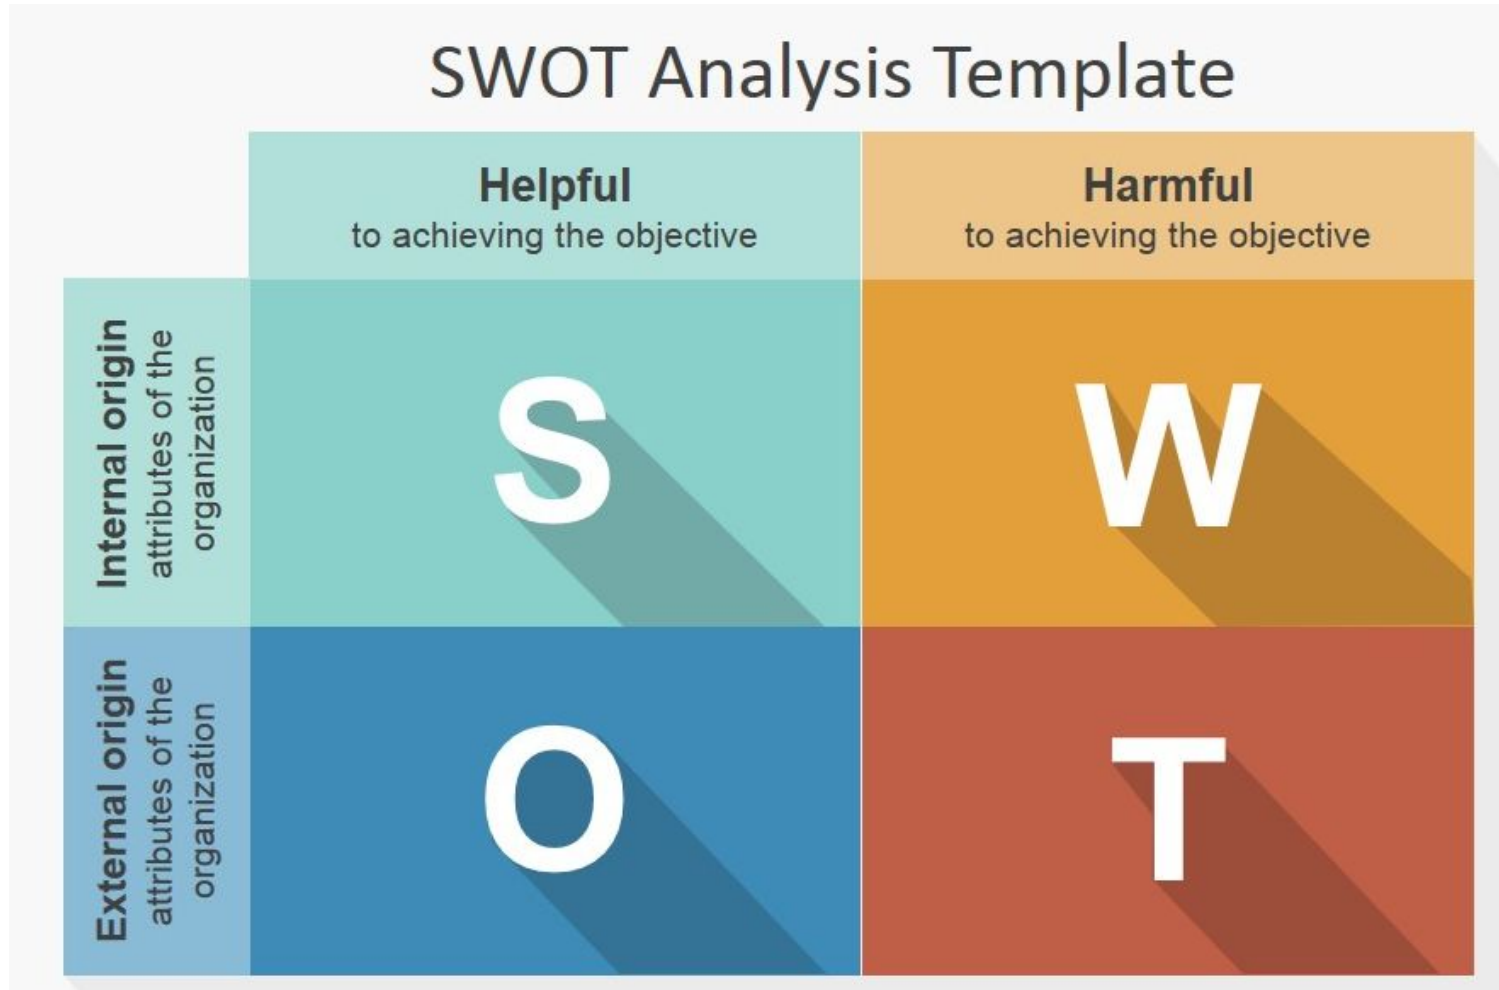 SWOT Analysis Template
Helpful
to achieving the objective
Harmful
to achieving the objective
Internal origin
attributes of the
organization
S
W
External origin
attributes of the
organization
O
T